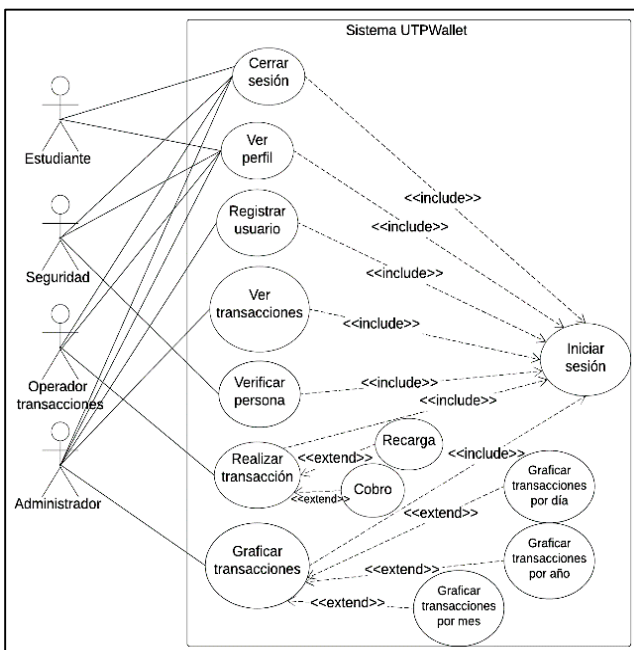 Sistema UTPWallet
Cerrar
sesión
Estudiante
Ver
perfil
<<include>>
<<include>>
Registrar
usuario
<<include>>
Seguridad
Ver
transacciones
<<include>>
Iniciar
sesión
Operador
transacciones
Verificar
persona
<<include>>
<<include>>
Recarga
<<extend>>
<<include>>
Realizar
transacción
Cobro
<<extend>>
Administrador
Graficar
transacciones
por día
<<extend>>
Graficar
transacciones
Graficar
transacciones
por año
<<extend>>
Graficar
transacciones
por mes
<<extend>>